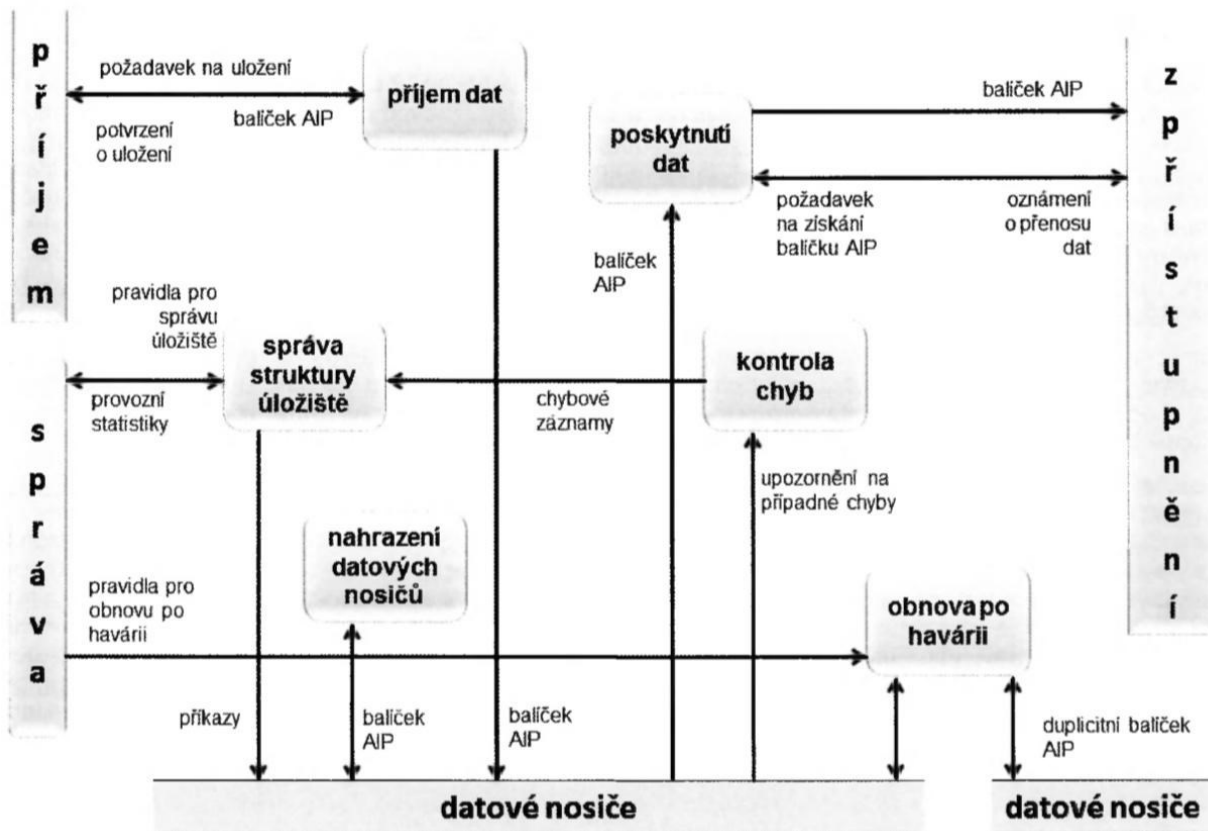 příjem
požadavek na uložení
balíček AIP
potvrzení
o uložení
příjem dat
poskytnutí
dat
balíček AIP
požadavek
na získání
balíčku AIP
oznámení
o přenosu
dat
zpřístupnění
balíček
AIP
pravidla pro
správu
úložiště
provozní
statistiky
správa
struktury
úložiště
chybové
záznamy
kontrola
chyb
upozornění na
případné chyby
správa
nahrazení
datových
nosičů
pravidla pro
obnovu po
havárii
obnova po
havárii
příkazy
balíček
AIP
balíček
AIP
duplicitní balíček
AIP
datové nosiče
datové nosiče